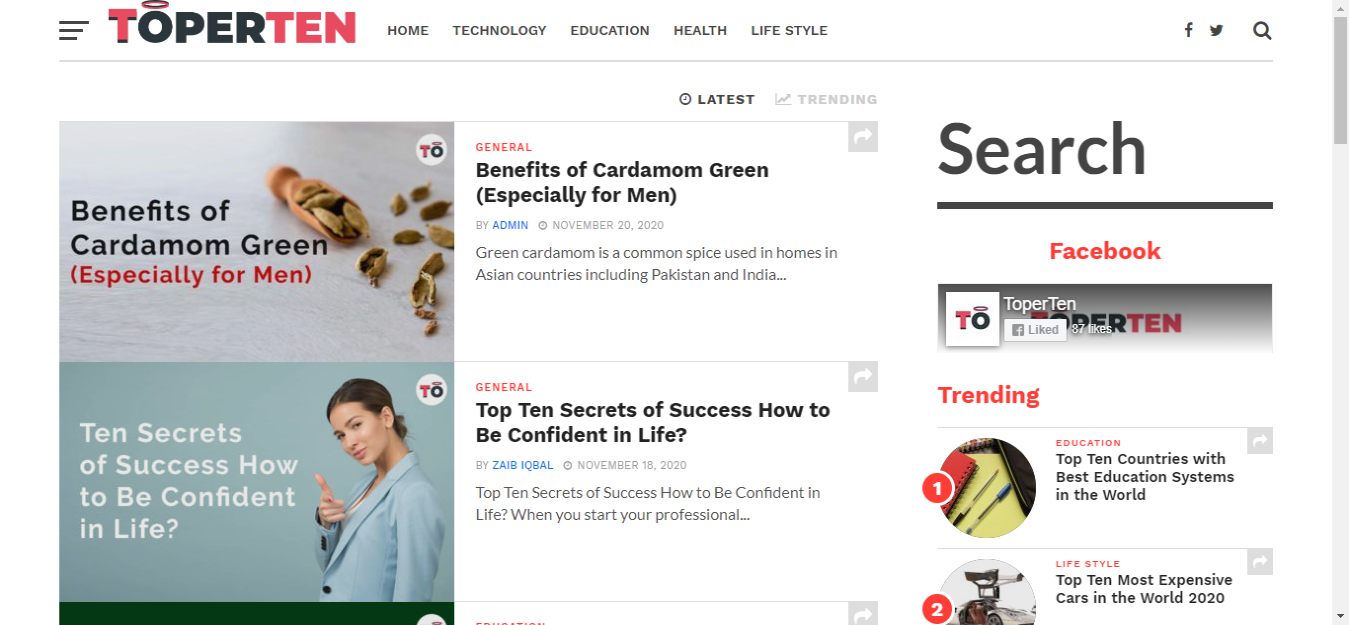 TOPERTEN
HOME TECHNOLOGY EDUCATION HEALTH LIFE STYLE
LATEST TRENDING
TO
Benefits of
Cardamom Green
(Especially for Men)
GENERAL
Benefits of Cardamom Green
(Especially for Men)
BY ADMIN NOVEMBER 20, 2020
Green cardamom is a common spice used in homes in
Asian countries including Pakistan and India...
TO
Ten Secrets
of Success How
to Be Confident
in Life?
GENERAL
Top Ten Secrets of Success How to
Be Confident in Life?
BY ZAIB IQBAL NOVEMBER 18, 2020
Top Ten Secrets of Success How to Be Confident in
Life? When you start your professional...
EDUCATION
Search
Facebook
TO
ToperTen
TOPERTEN
Liked 87 likes
Trending
1
EDUCATION
Top Ten Countries with
Best Education Systems
in the World
2
LIFE STYLE
Top Ten Most Expensive
Cars in the World 2020